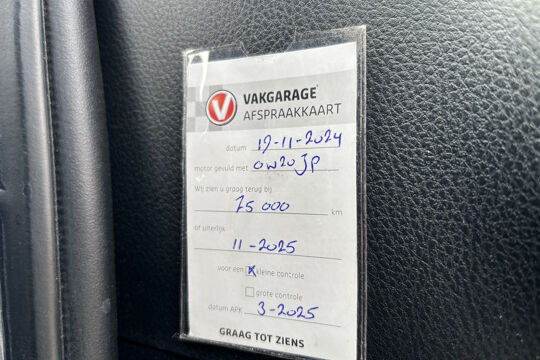 V VAKGARAGE
AFSPRAAKKAART
datum 19-11-2024
motor gevuld met 0W20 JP
Wij zien u graag terug bij
75 000 km
of uiterlijk
11-2025
voor een x kleine controle
grote controle
datum APK 3-2025
GRAAG TOT ZIENS